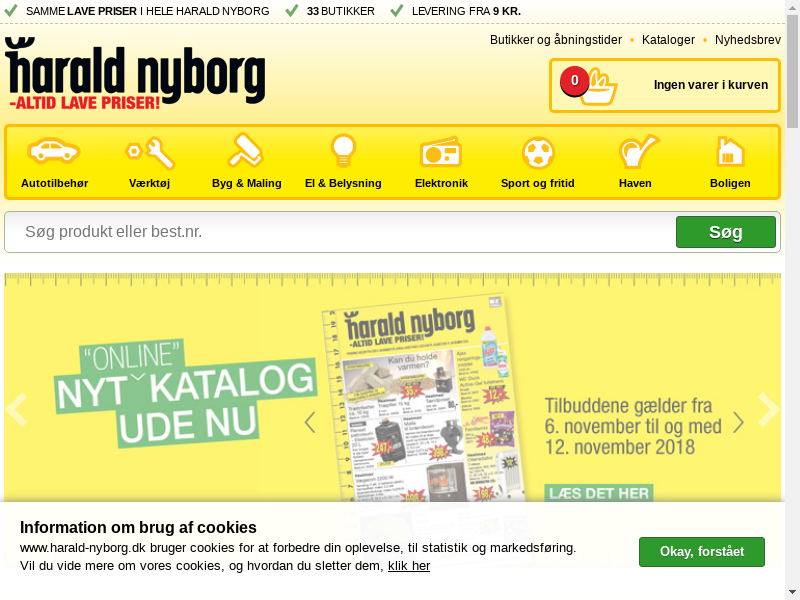 SAMME LAVE PRISER I HELE HARALD NYBORG
33 BUTIKKER
LEVERING FRA 9 KR.
Butikker og åbningstider • Kataloger • Nyhedsbrev
harald nyborg
-ALTID LAVE PRISER!
0
Ingen varer i kurven
Autotilbehør
Værktøj
Byg & Maling
El & Belysning
Elektronik
Sport og fritid
Haven
Boligen
Søg produkt eller best.nr.
Søg
"ONLINE"
NYT KATALOG
UDE NU
harald nyborg
-ALTID LAVE PRISER!
Kan du holde
varmen?
Tilbuddene gælder fra
6. november til og med
12. november 2018
LÆS DET HER
Information om brug af cookies
www.harald-nyborg.dk bruger cookies for at forbedre din oplevelse, til statistik og markedsføring.
Vil du vide mere om vores cookies, og hvordan du sletter dem, klik her
Okay, forstået